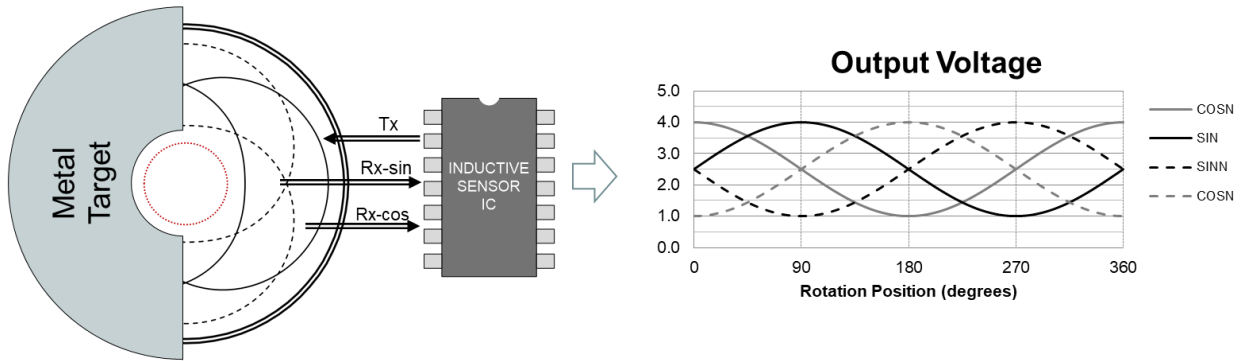 Metal
Target
Tx
Rx-sin
Rx-cos
INDUCTIVE
SENSOR
IC
Output Voltage
5.0
4.0
3.0
2.0
1.0
0.0
0 90 180 270 360
Rotation Position (degrees)
COSN
SIN
SINN
COSN